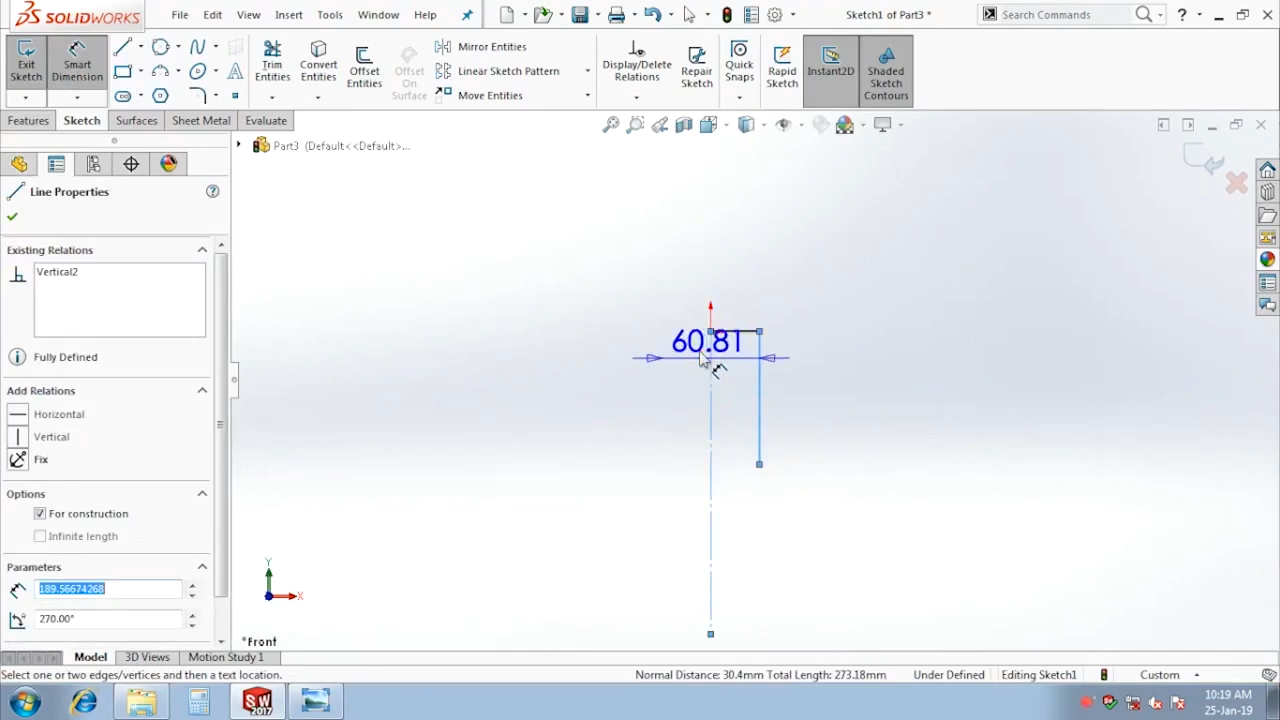 SOLIDWORKS File Edit View Insert Tools Window Help Sketch1 of Part3 * Search Commands ?
Exit Sketch
Smart Dimension
Trim Entities
Convert Entities
Offset Entities
Offset On Surface
Mirror Entities
Linear Sketch Pattern
Move Entities
Display/Delete Relations
Repair Sketch
Quick Snaps
Rapid Sketch
Instant2D
Shaded Sketch Contours
Features Sketch Surfaces Sheet Metal Evaluate
Part3 (Default<<Default>...
Line Properties
Existing Relations
Vertical2
Fully Defined
Add Relations
Horizontal
Vertical
Fix
Options
For construction
Infinite length
Parameters
189.56674268
270.00°
60.81
Y
X
*Front
Model 3D Views Motion Study 1
Select one or two edges/vertices and then a text location. Normal Distance: 30.4mm Total Length: 273.18mm Under Defined Editing Sketch1 Custom
SW 2017
10:19 AM
25-Jan-19